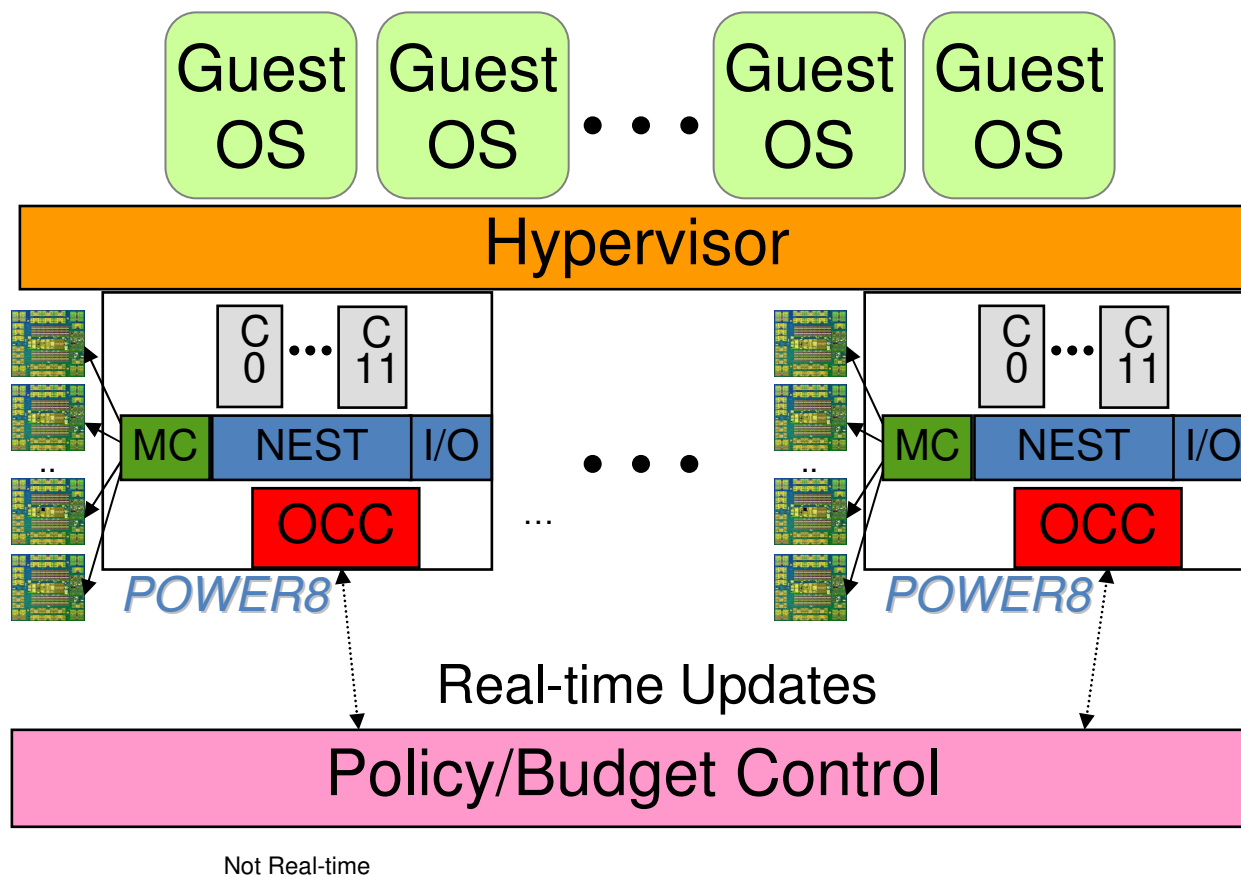 Guest OS
Guest OS
• • •
Guest OS
Guest OS
Hypervisor
C 0
•••
C 11
MC
NEST
I/O
OCC
..
POWER8
...
• • •
C 0
•••
C 11
MC
NEST
I/O
OCC
..
POWER8
Real-time Updates
Policy/Budget Control
Not Real-time